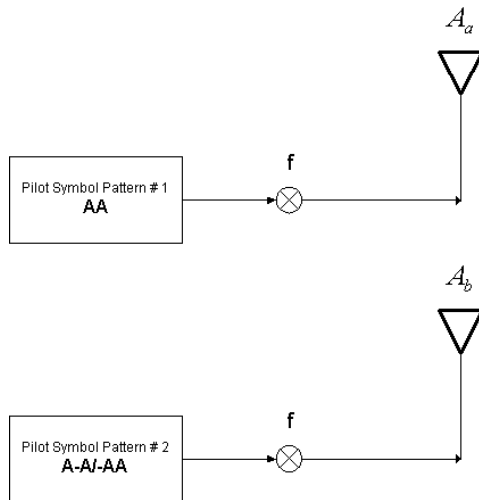 A_a
f
Pilot Symbol Pattern # 1
AA
A_b
f
Pilot Symbol Pattern # 2
A-A/-AA